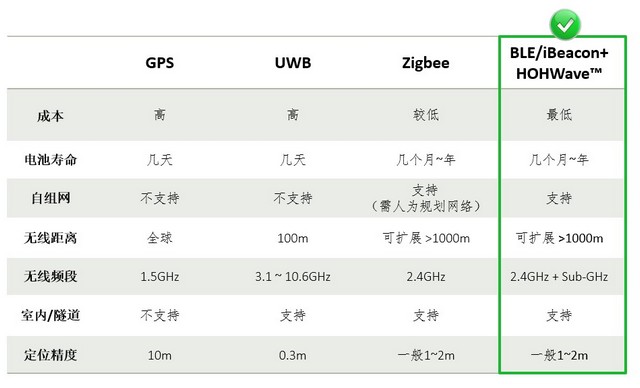 GPS UWB Zigbee BLE/iBeacon+
HOHWave™
成本 高 高 较低 最低
电池寿命 几天 几天 几个月~年 几个月~年
自组网 不支持 不支持 支持
（需人为规划网络） 支持
无线距离 全球 100m 可扩展 >1000m 可扩展 >1000m
无线频段 1.5GHz 3.1 ~ 10.6GHz 2.4GHz 2.4GHz + Sub-GHz
室内/隧道 不支持 支持 支持 支持
定位精度 10m 0.3m 一般1~2m 一般1~2m